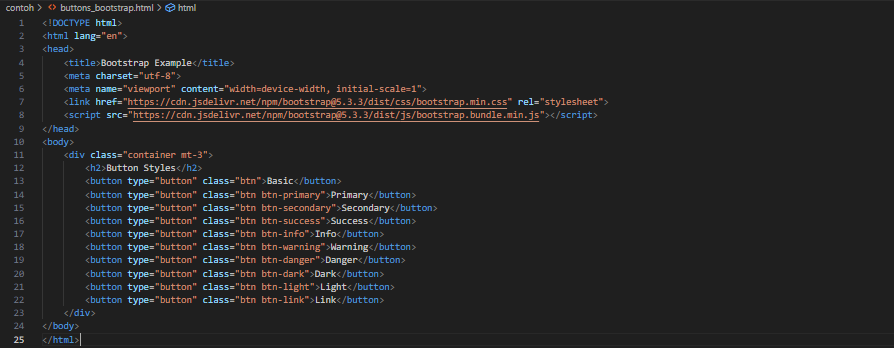 contoh > buttons_bootstrap.html > html
1 <!DOCTYPE html>
2 <html lang="en">
3 <head>
4 <title>Bootstrap Example</title>
5 <meta charset="utf-8">
6 <meta name="viewport" content="width=device-width, initial-scale=1">
7 <link href="https://cdn.jsdelivr.net/npm/bootstrap@5.3.3/dist/css/bootstrap.min.css" rel="stylesheet">
8 <script src="https://cdn.jsdelivr.net/npm/bootstrap@5.3.3/dist/js/bootstrap.bundle.min.js"></script>
9 </head>
10 <body>
11 <div class="container mt-3">
12 <h2>Button Styles</h2>
13 <button type="button" class="btn">Basic</button>
14 <button type="button" class="btn btn-primary">Primary</button>
15 <button type="button" class="btn btn-secondary">Secondary</button>
16 <button type="button" class="btn btn-success">Success</button>
17 <button type="button" class="btn btn-info">Info</button>
18 <button type="button" class="btn btn-warning">Warning</button>
19 <button type="button" class="btn btn-danger">Danger</button>
20 <button type="button" class="btn btn-dark">Dark</button>
21 <button type="button" class="btn btn-light">Light</button>
22 <button type="button" class="btn btn-link">Link</button>
23 </div>
24 </body>
25 </html>